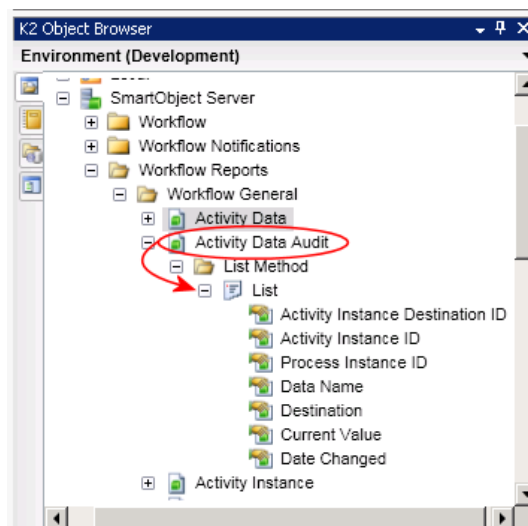 K2 Object Browser
Environment (Development)
SmartObject Server
Workflow
Workflow Notifications
Workflow Reports
Workflow General
Activity Data
Activity Data Audit
List Method
List
Activity Instance Destination ID
Activity Instance ID
Process Instance ID
Data Name
Destination
Current Value
Date Changed
Activity Instance